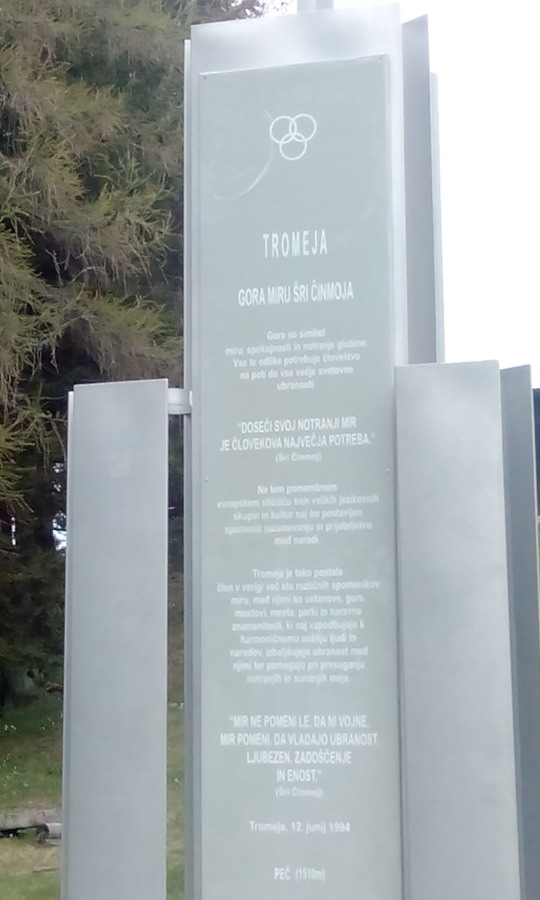 TROMEJA
GORA MIRU ŠRI ČINMOJA
Gore so simbol
miru, spokojnosti in notranje globine.
Vse te odlike potrebuje človeštvo
na poti do vse večje svetovne
ubranosti.
"DOSEČI SVOJ NOTRANJI MIR
JE ČLOVEKOVA NAJVEČJA POTREBA."
(Šri Činmoj)
Na tem pomembnem
evropskem stičišču treh velikih jezikovnih
skupin in kultur naj bo postavljen
spomenik razumevanju in prijateljstvu
med narodi.
Tromeja je tako postala
člen v verigi več sto različnih spomenikov
miru, med njimi so ustanove, gore,
mostovi, mesta, parki in naravne
znamenitosti, ki naj vzpodbujajo k
harmoničnemu sožitju ljudi in
narodov, izboljšujejo ubranost med
njimi ter pomagajo pri preseganju
notranjih in zunanjih meja.
"MIR NE POMENI LE, DA NI VOJNE.
MIR POMENI, DA VLADAJO UBRANOST,
LJUBEZEN, ZADOŠČENJE
IN ENOST."
(Šri Činmoj)
Tromeja, 12. junij 1994
PEČ (1510m)